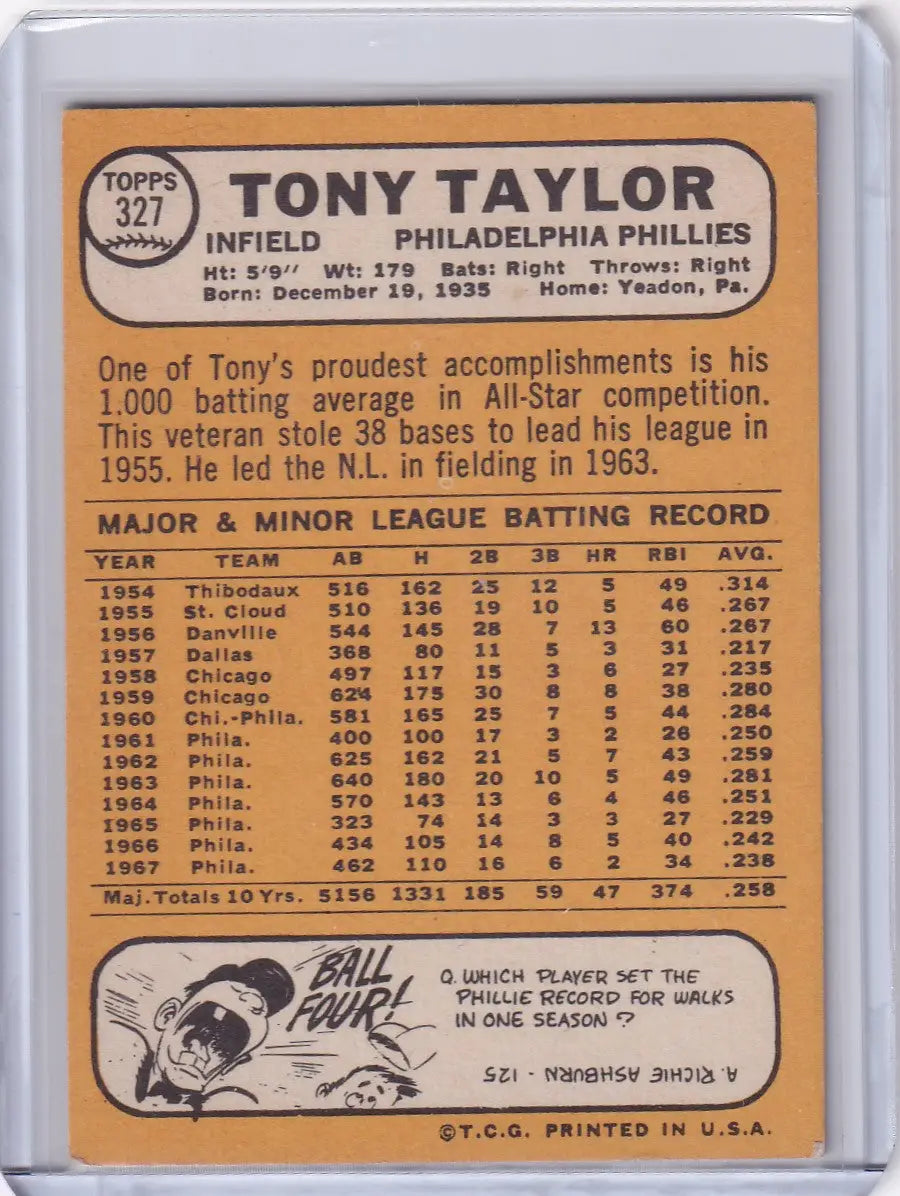 TOPPS
327
TONY TAYLOR
INFIELD PHILADELPHIA PHILLIES
Ht: 5'9" Wt: 179 Bats: Right Throws: Right
Born: December 19, 1935 Home: Yeadon, Pa.
One of Tony's proudest accomplishments is his
1.000 batting average in All-Star competition.
This veteran stole 38 bases to lead his league in
1955. He led the N.L. in fielding in 1963.
MAJOR & MINOR LEAGUE BATTING RECORD
YEAR TEAM AB H 2B 3B HR RBI AVG.
1954 Thibodaux 516 162 25 12 5 49 .314
1955 St. Cloud 510 136 19 10 5 46 .267
1956 Danville 544 145 28 7 13 60 .267
1957 Dallas 368 80 11 5 3 31 .217
1958 Chicago 497 117 15 3 6 27 .235
1959 Chicago 624 175 30 8 8 38 .280
1960 Chi.-Phila. 581 165 25 7 5 44 .284
1961 Phila. 400 100 17 3 2 26 .250
1962 Phila. 625 162 21 5 7 43 .259
1963 Phila. 640 180 20 10 5 49 .281
1964 Phila. 570 143 13 6 4 46 .251
1965 Phila. 323 74 14 3 3 27 .229
1966 Phila. 434 105 14 8 5 40 .242
1967 Phila. 462 110 16 6 2 34 .238
Maj. Totals 10 Yrs. 5156 1331 185 59 47 374 .258
BALL
FOUR!
Q. WHICH PLAYER SET THE
PHILLIE RECORD FOR WALKS
IN ONE SEASON?
A. RICHIE ASHBURN - 125
©T.C.G. PRINTED IN U.S.A.